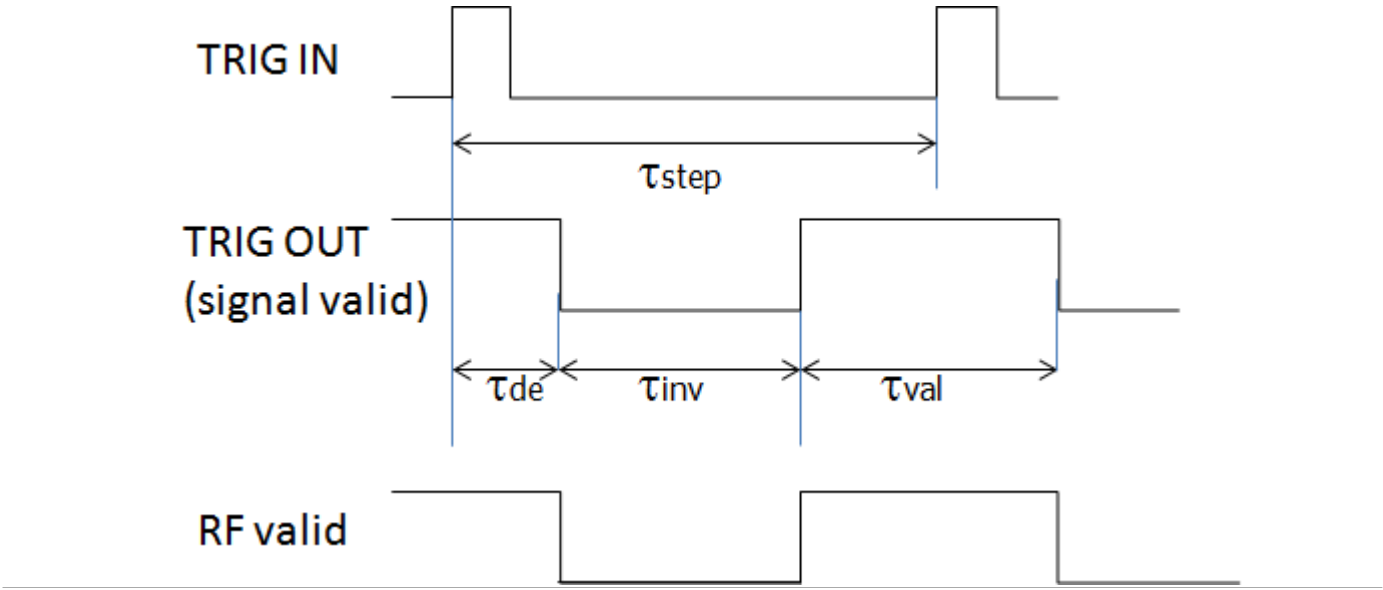 TRIG IN
τstep
TRIG OUT
(signal valid)
τde
τinv
τval
RF valid